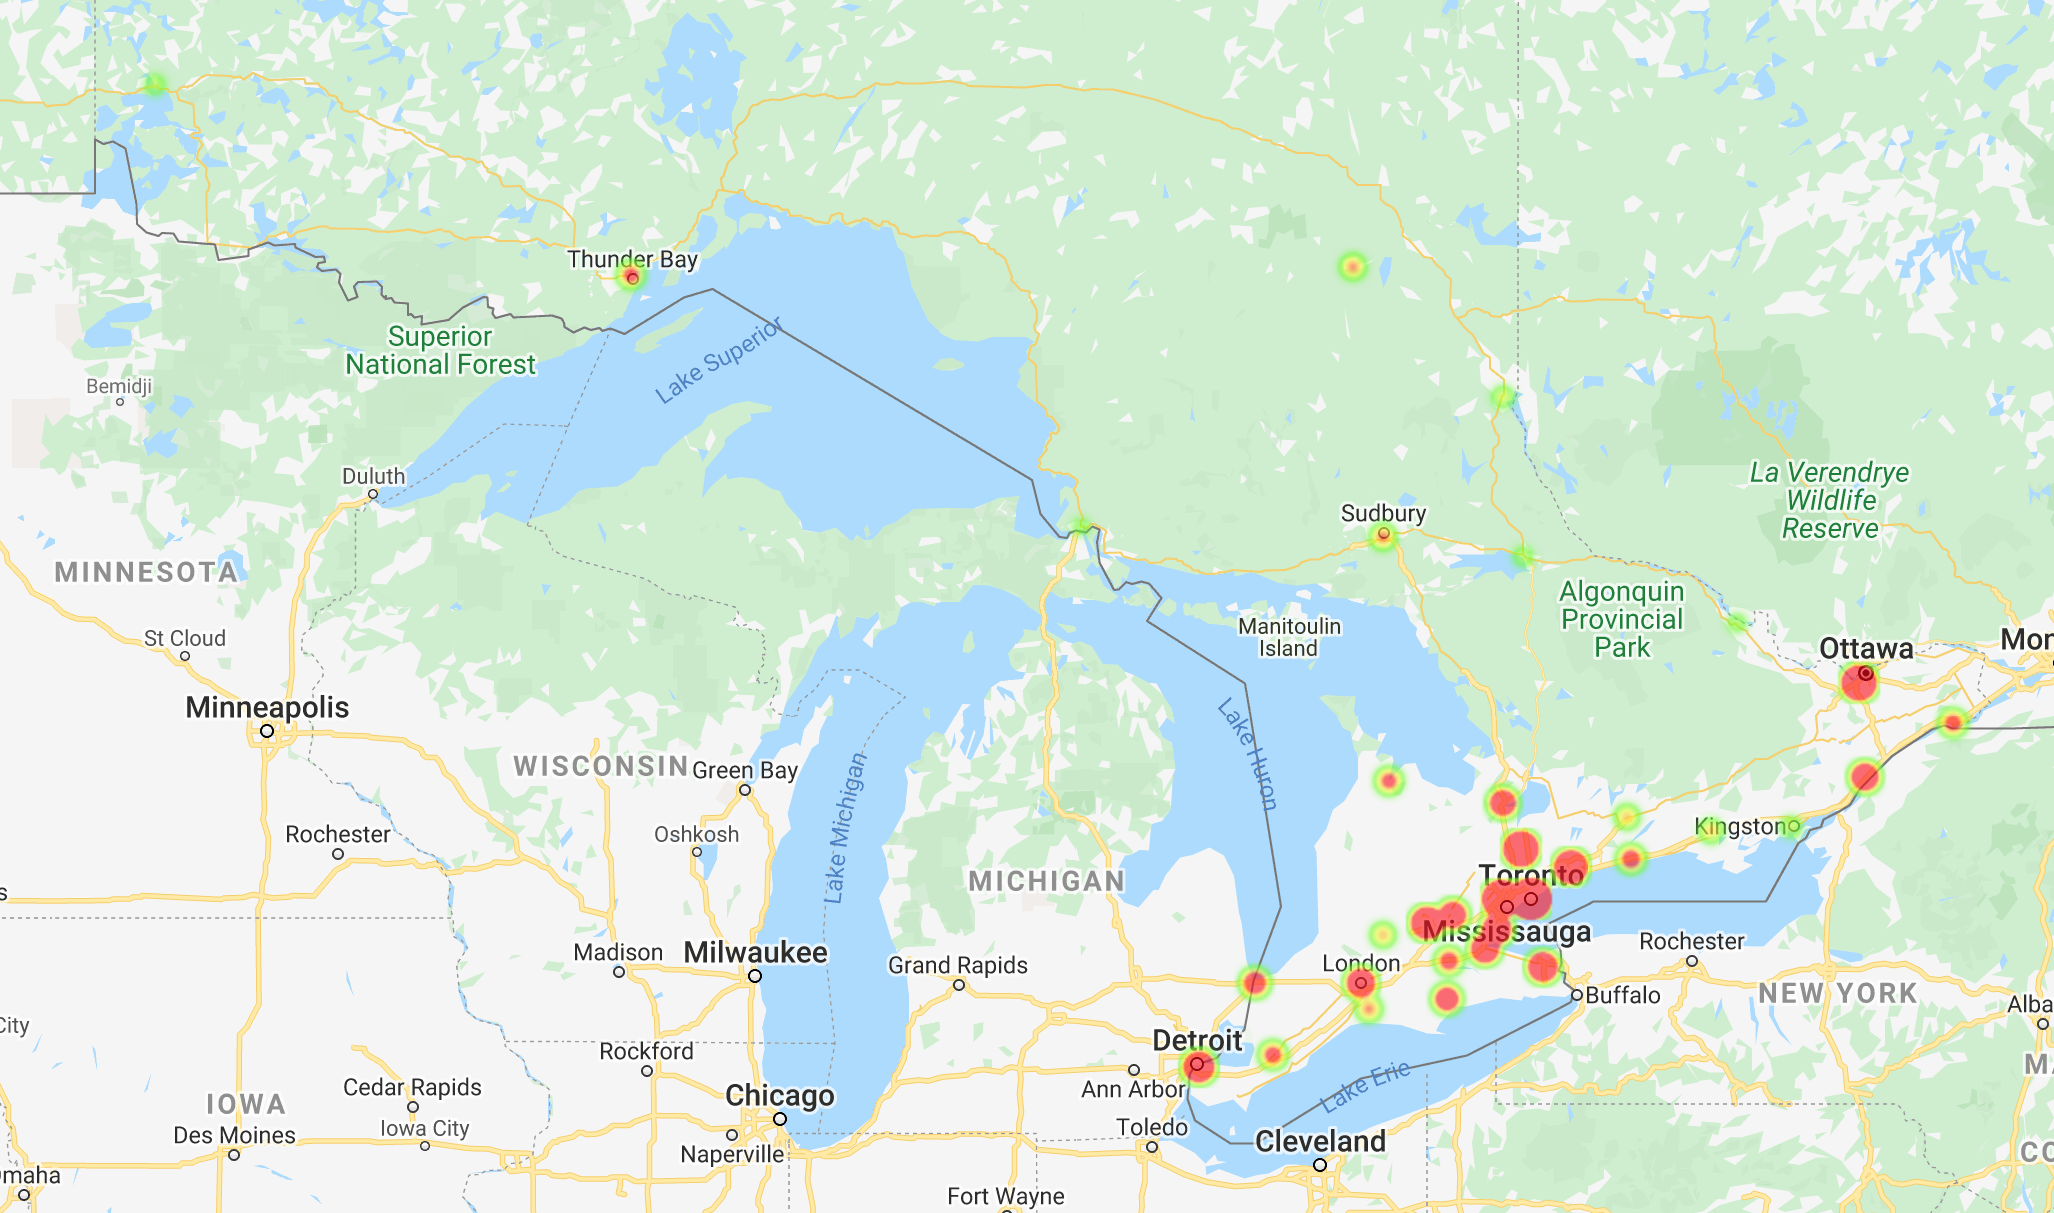 Thunder Bay
Lake Superior
Superior
National Forest
Bemidji
Duluth
La Verendrye
Wildlife
Reserve
Sudbury
MINNESOTA
Algonquin
Provincial
Park
Manitoulin
Island
St Cloud
Ottawa
Mon
Minneapolis
Lake Huron
WISCONSIN
Green Bay
Lake Michigan
Rochester
Oshkosh
Kingston
MICHIGAN
Toronto
s
Mississauga
Madison
Milwaukee
Rochester
Grand Rapids
London
Buffalo
NEW YORK
Alba
City
Detroit
Rockford
MA
Cedar Rapids
Chicago
Ann Arbor
Lake Erie
IOWA
Iowa City
Des Moines
Toledo
Cleveland
Naperville
CO
maha
Fort Wayne